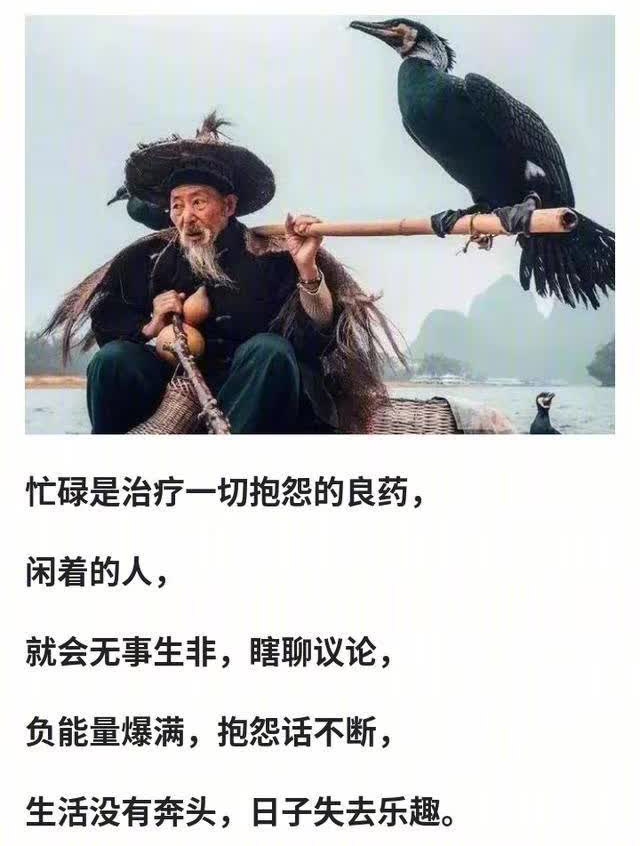 忙碌是治疗一切抱怨的良药，
闲着的人，
就会无事生非，瞎聊议论，
负能量爆满，抱怨话不断，
生活没有奔头，日子失去乐趣。